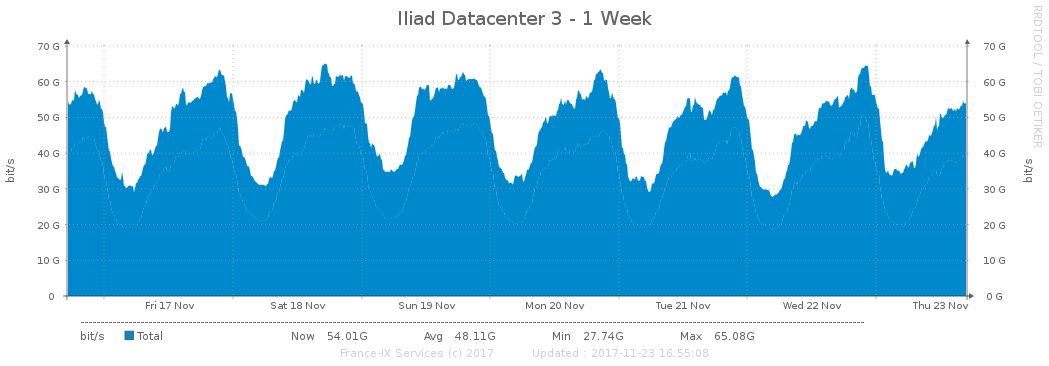 Iliad Datacenter 3 - 1 Week
RRDTOOL / TOBI OETIKER
70 G 70 G
60 G 60 G
50 G 50 G
40 G 40 G
30 G 30 G
20 G 20 G
10 G 10 G
0 0 G
bit/s
bit/s
Fri 17 Nov Sat 18 Nov Sun 19 Nov Mon 20 Nov Tue 21 Nov Wed 22 Nov Thu 23 Nov
bit/s Total Now 54.01G Avg 48.11G Min 27.74G Max 65.08G
France-IX Services (c) 2017 Updated : 2017-11-23 16:55:08